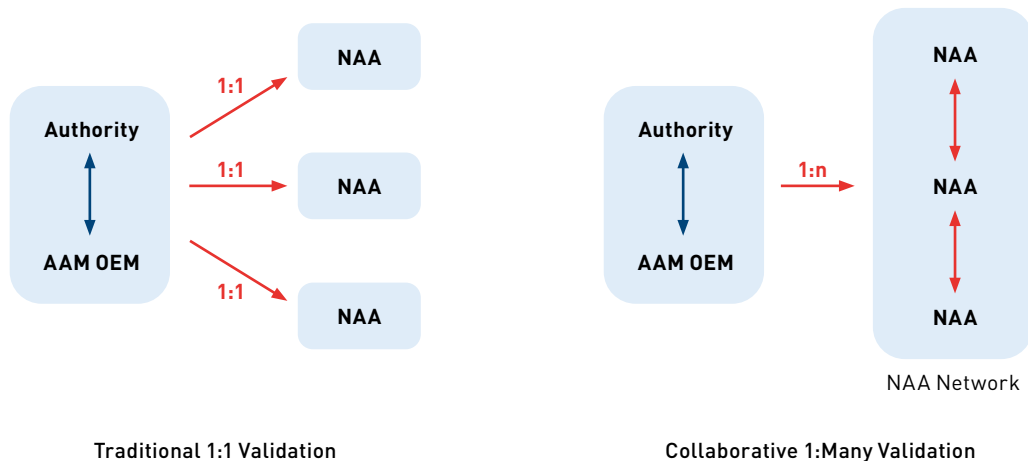 NAA
1:1
Authority
1:1
NAA
AAM OEM
1:1
NAA
Traditional 1:1 Validation
NAA
Authority
1:n
NAA
AAM OEM
NAA
NAA Network
Collaborative 1:Many Validation